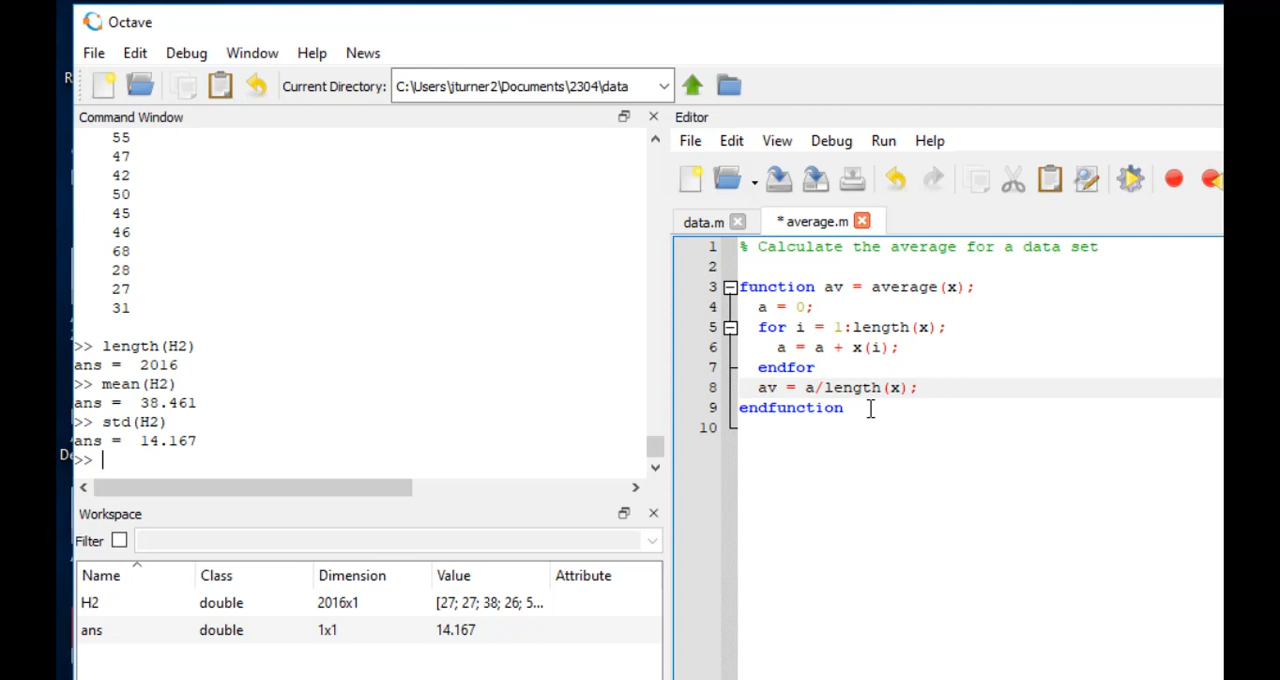 Octave
File Edit Debug Window Help News
R
Current Directory: C:\Users\jturner2\Documents\2304\data
Command Window
55
47
42
50
45
46
68
28
27
31
>> length(H2)
ans = 2016
>> mean(H2)
ans = 38.461
>> std(H2)
ans = 14.167
De
>>
Workspace
Filter
Name Class Dimension Value Attribute
H2 double 2016x1 [27; 27; 38; 26; 5...
ans double 1x1 14.167
Editor
File Edit View Debug Run Help
data.m * average.m
1 % Calculate the average for a data set
2
3 function av = average(x);
4 a = 0;
5 for i = 1:length(x);
6 a = a + x(i);
7 endfor
8 av = a/length(x);
9 endfunction
10